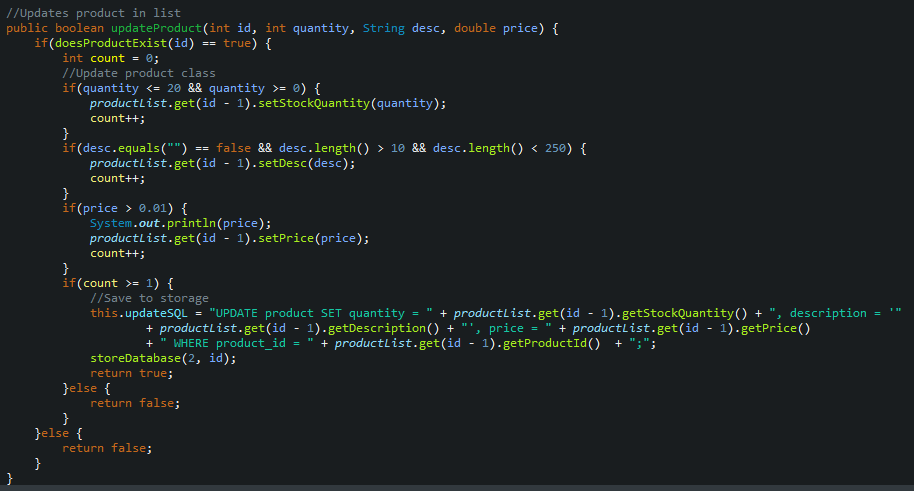 //Updates product in list
public boolean updateProduct(int id, int quantity, String desc, double price) {
    if(doesProductExist(id) == true) {
        int count = 0;
        //Update product class
        if(quantity <= 20 && quantity >= 0) {
            productList.get(id - 1).setStockQuantity(quantity);
            count++;
        }
        if(desc.equals("") == false && desc.length() > 10 && desc.length() < 250) {
            productList.get(id - 1).setDesc(desc);
            count++;
        }
        if(price > 0.01) {
            System.out.println(price);
            productList.get(id - 1).setPrice(price);
            count++;
        }
        if(count >= 1) {
            //Save to storage
            this.updateSQL = "UPDATE product SET quantity = " + productList.get(id - 1).getStockQuantity() + ", description = '"
                    + productList.get(id - 1).getDescription() + "', price = " + productList.get(id - 1).getPrice()
                    + " WHERE product_id = " + productList.get(id - 1).getProductId()  + ";";
            storeDatabase(2, id);
            return true;
        }else {
            return false;
        }
    }else {
        return false;
    }
}